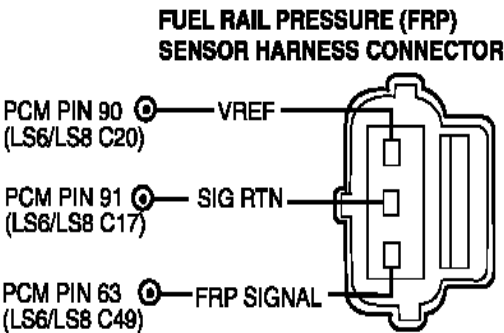 FUEL RAIL PRESSURE (FRP)
SENSOR HARNESS CONNECTOR
PCM PIN 90
VREF
(LS6/LS8 C20)
PCM PIN 91
SIG RTN
(LS6/LS8 C17)
PCM PIN 63
FRP SIGNAL
(LS6/LS8 C49)